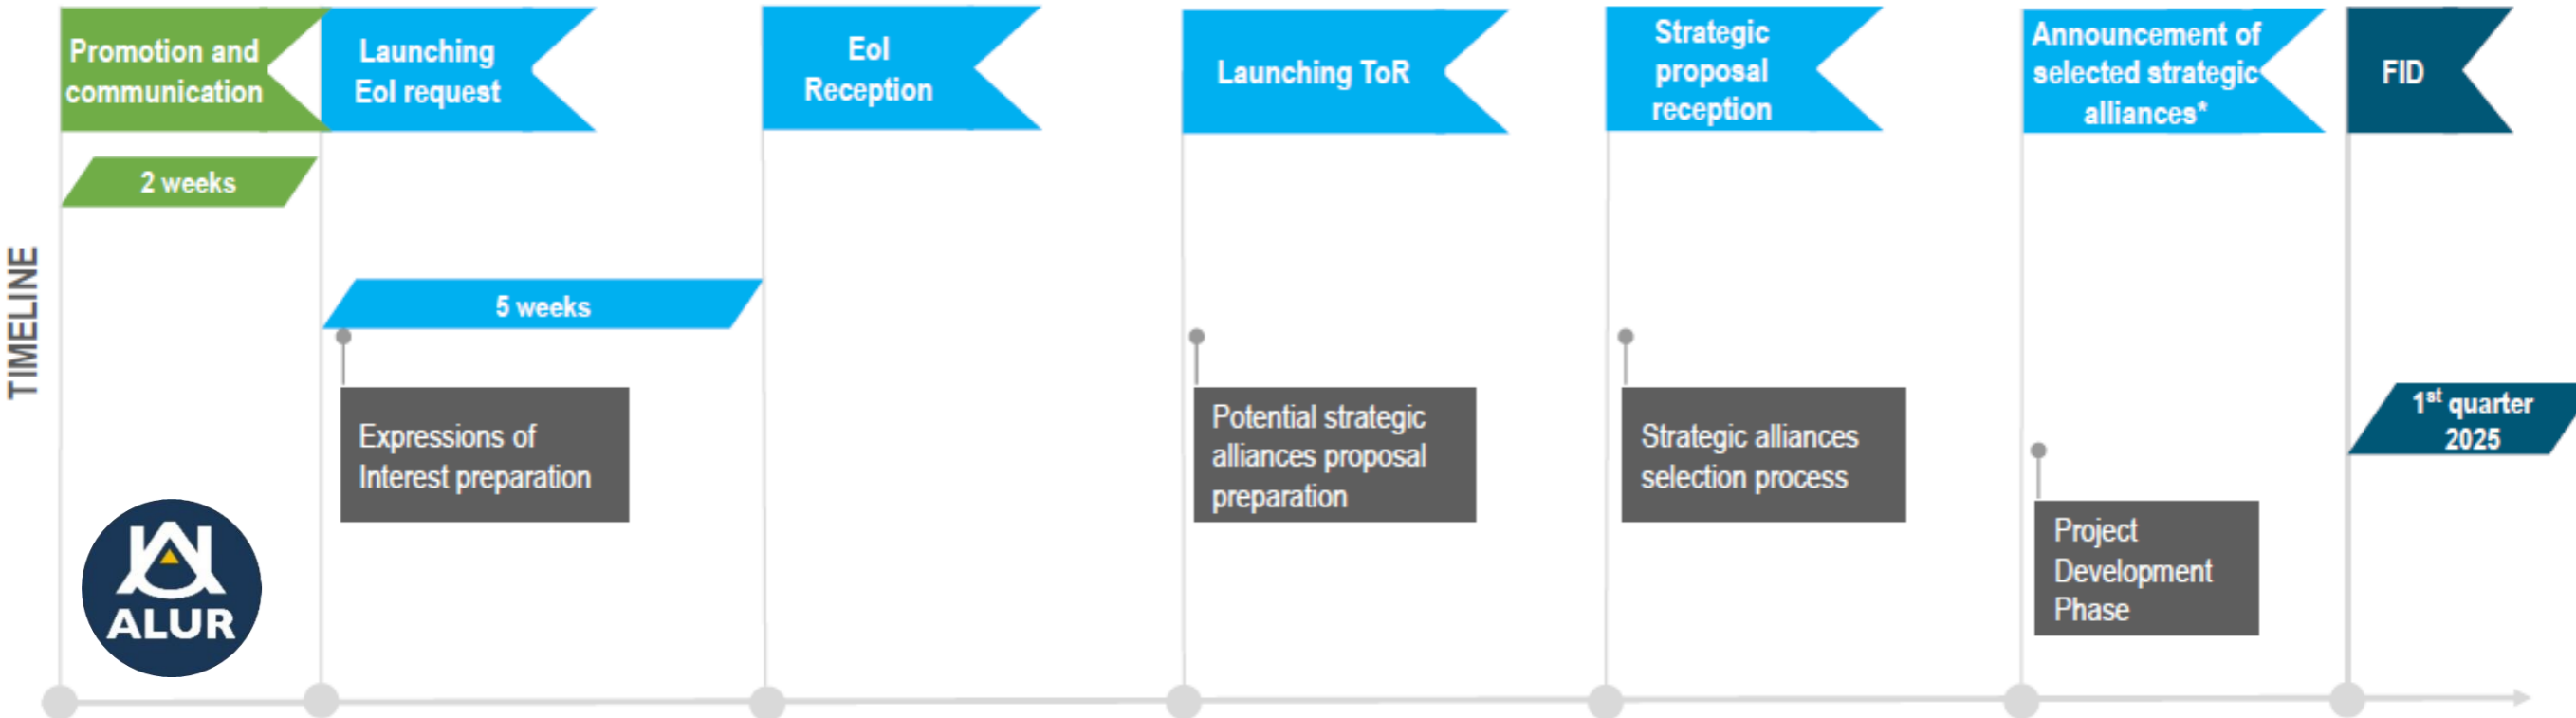 Promotion and
communication
Launching
EoI request
EoI
Reception
Launching ToR
Strategic
proposal
reception
Announcement of
selected strategic
alliances*
FID
2 weeks
TIMELINE
5 weeks
Expressions of
Interest preparation
Potential strategic
alliances proposal
preparation
Strategic alliances
selection process
1st quarter
2025
Project
Development
Phase
ALUR